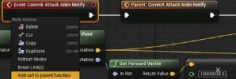 Event Commit Attack Anim Notify
Parent: Commit Attack Anim Notify
Node Actions
Delete
Cut
Copy
Duplicate
Refresh Nodes
Break Link(s)
Add call to parent function
Point
Get Forward Vector
In Rot
Return Value